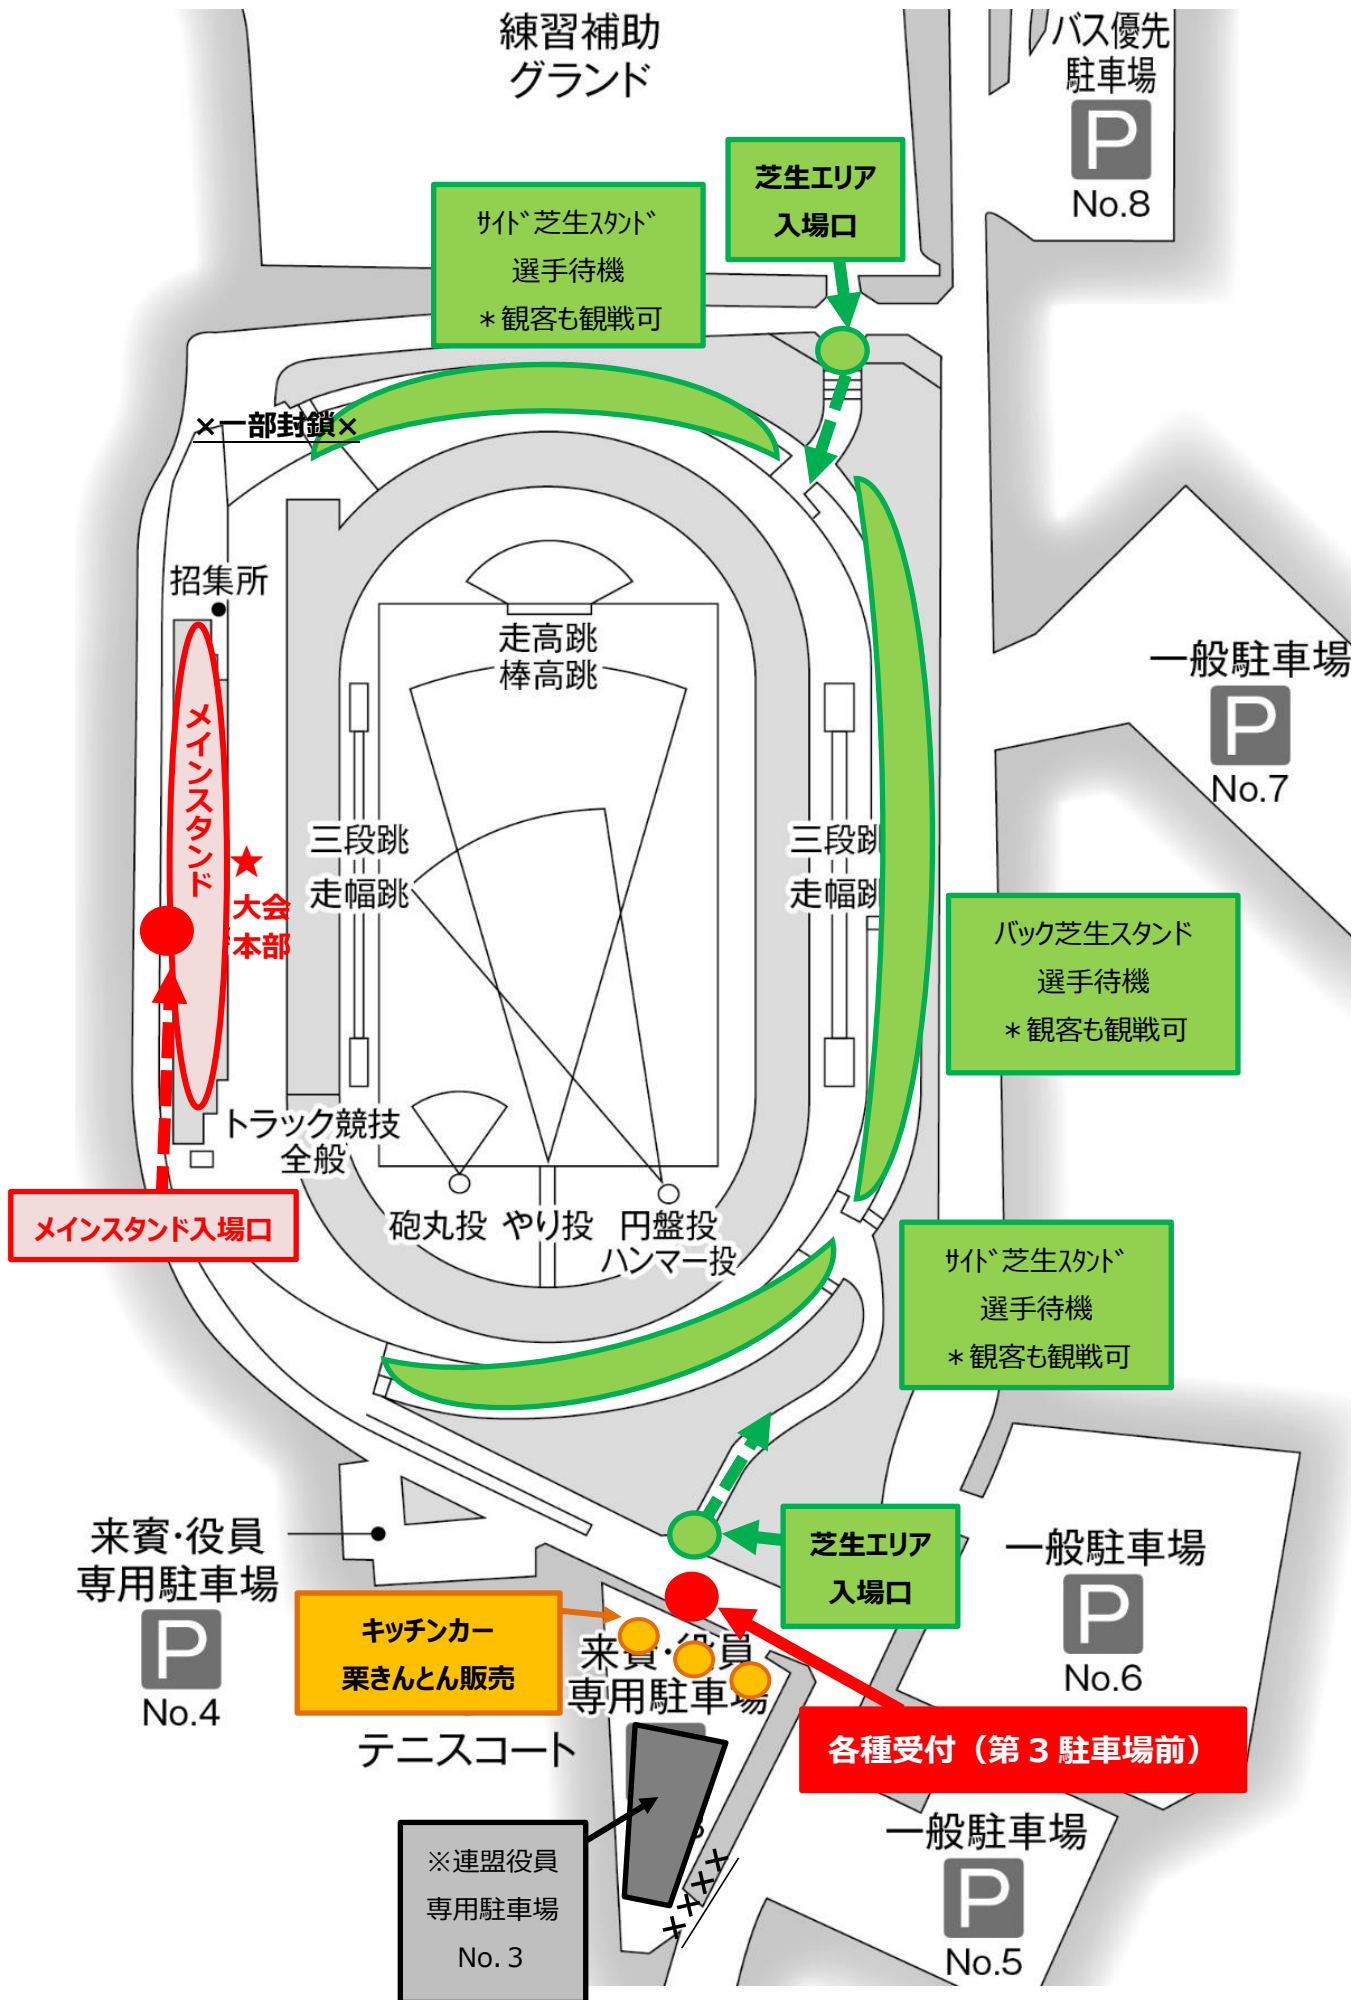 練習補助
グランド
バス優先
駐車場
P
No.8
芝生エリア
入場口
サイド芝生スタンド
選手待機
＊観客も観戦可
×一部封鎖×
招集所
走高跳
棒高跳
一般駐車場
P
No.7
メインスタンド
★
大会
本部
三段跳
走幅跳
三段跳
走幅跳
バック芝生スタンド
選手待機
＊観客も観戦可
トラック競技
全般
メインスタンド入場口
砲丸投
やり投
円盤投
ハンマー投
サイド芝生スタンド
選手待機
＊観客も観戦可
来賓・役員
専用駐車場
P
No.4
芝生エリア
入場口
一般駐車場
P
No.6
キッチンカー
栗きんとん販売
来賓・役員
専用駐車場
テニスコート
各種受付（第３駐車場前）
※連盟役員
専用駐車場
No.３
××××
一般駐車場
P
No.5